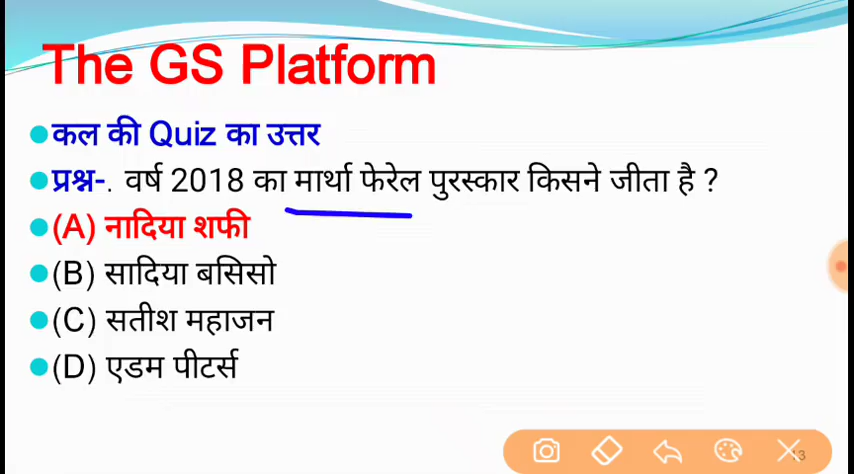 The GS Platform
कल की Quiz का उत्तर
प्रश्न-. वर्ष 2018 का मार्था फेरेल पुरस्कार किसने जीता है ?
(A) नादिया शफी
(B) सादिया बसिसो
(C) सतीश महाजन
(D) एडम पीटर्स